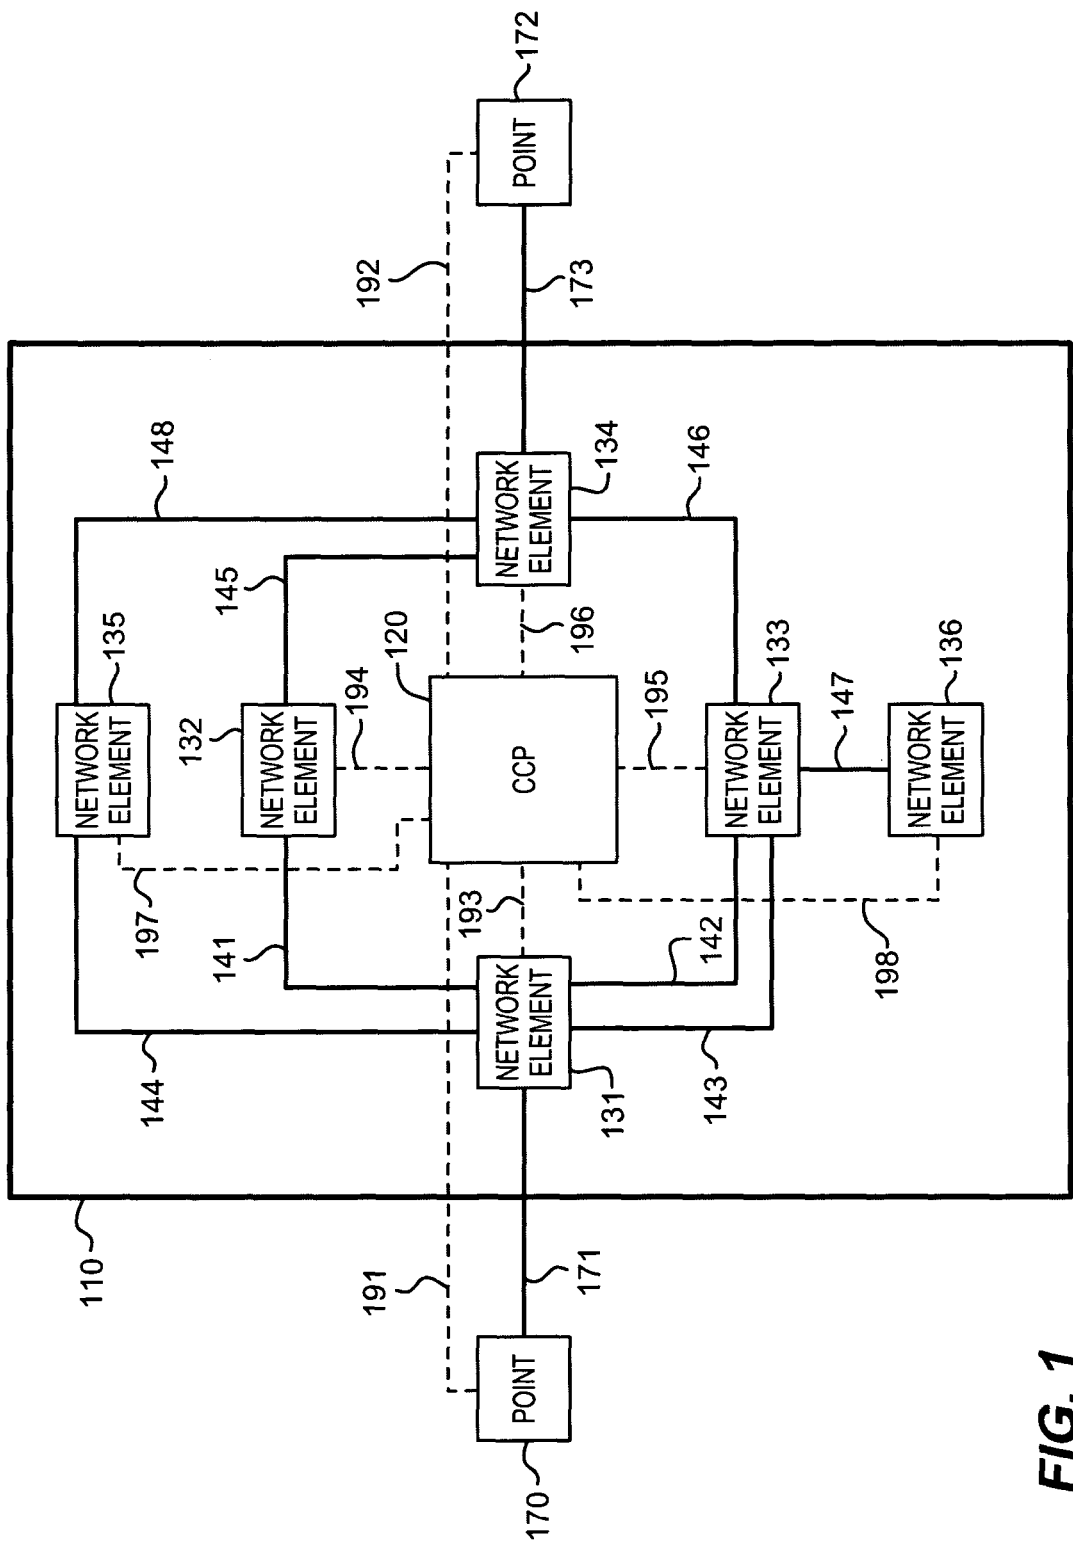 148
135
NETWORK
ELEMENT
197
144
110
192
172
POINT
145
132
NETWORK
ELEMENT
120
194
141
134
NETWORK
ELEMENT
173
196
CCP
193
NETWORK
ELEMENT
131
191
171
POINT
170
146
133
195
NETWORK
ELEMENT
142
143
147
136
NETWORK
ELEMENT
198
FIG. 1